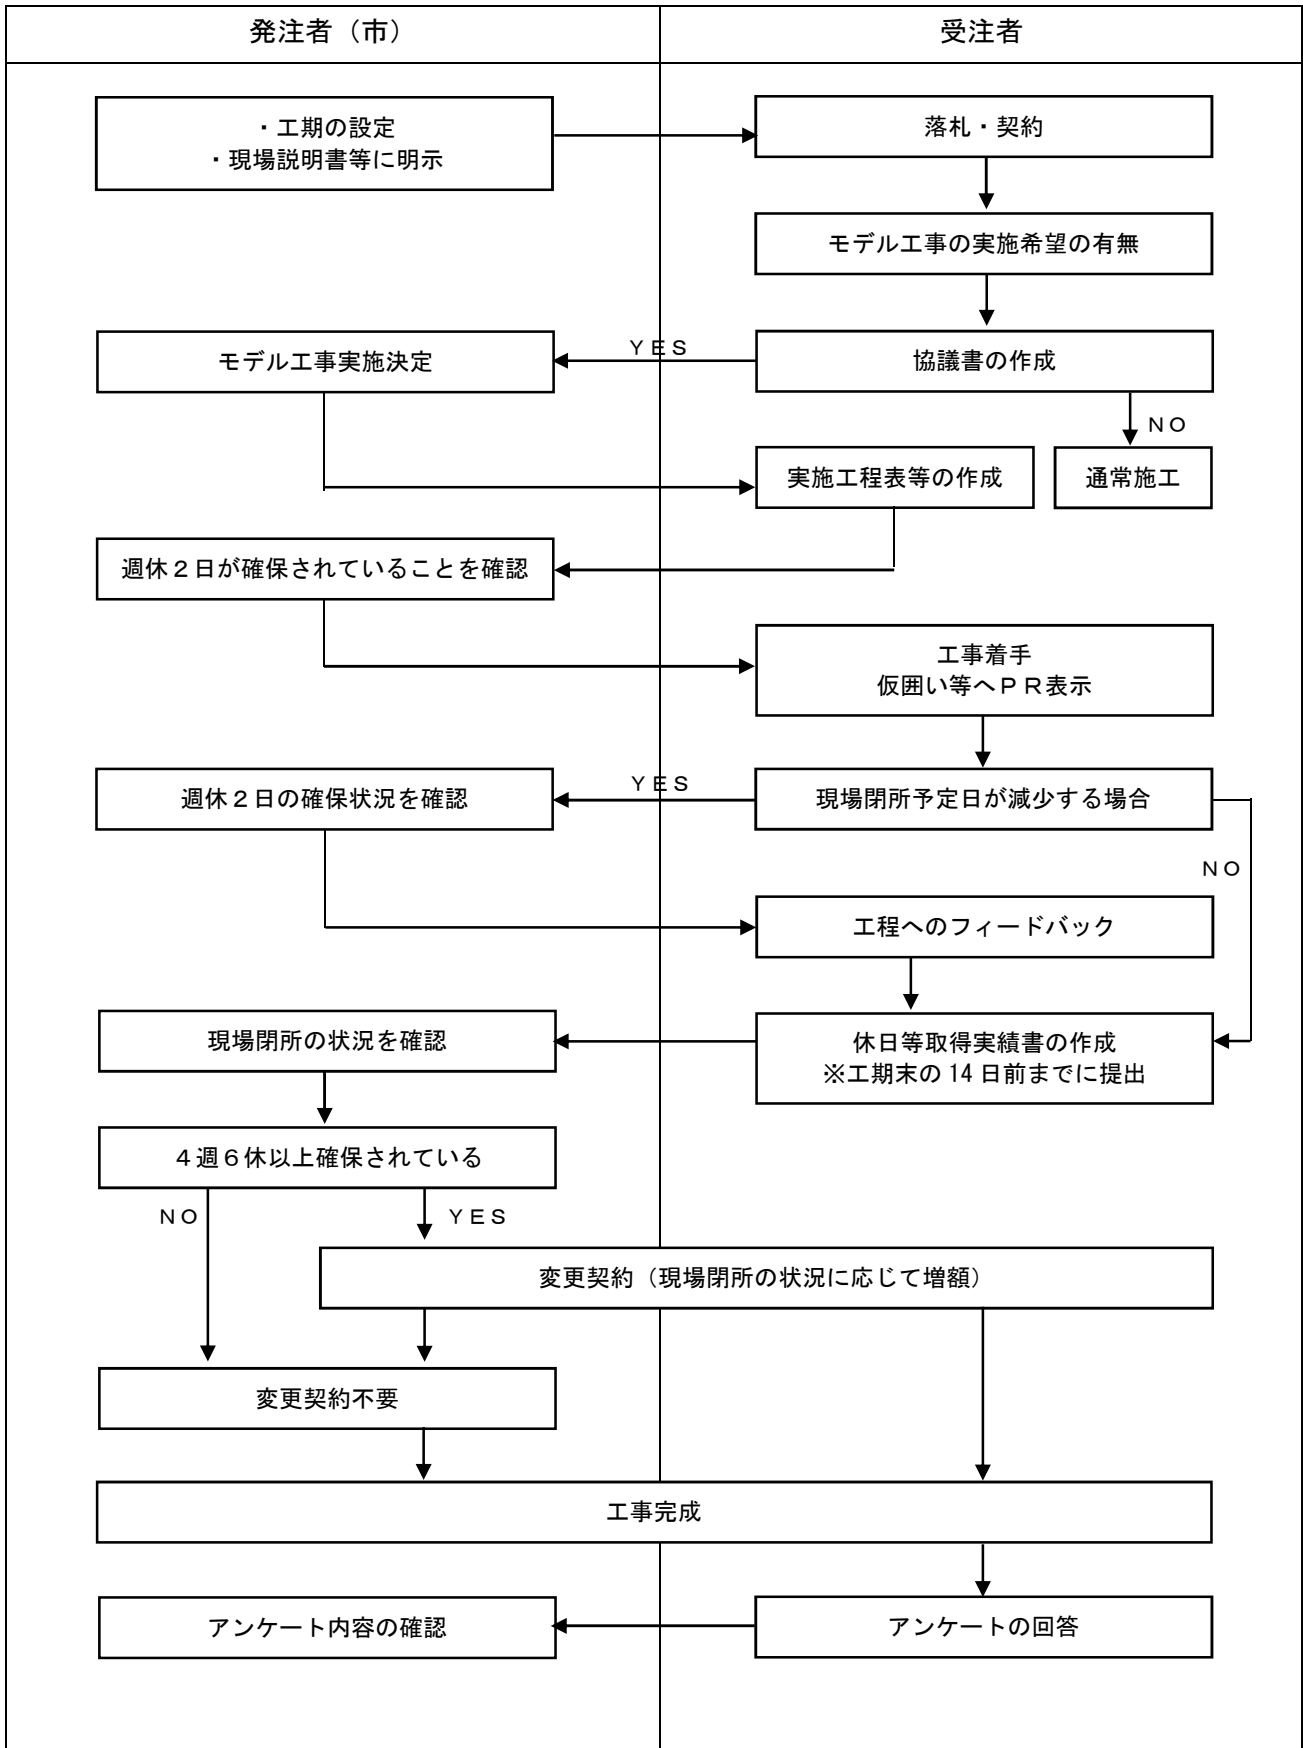 発注者（市）
受注者
・工期の設定
・現場説明書等に明示
落札・契約
モデル工事の実施希望の有無
モデル工事実施決定
ＹＥＳ
協議書の作成
ＮＯ
実施工程表等の作成
通常施工
週休２日が確保されていることを確認
工事着手
仮囲い等へＰＲ表示
週休２日の確保状況を確認
ＹＥＳ
現場閉所予定日が減少する場合
ＮＯ
工程へのフィードバック
現場閉所の状況を確認
休日等取得実績書の作成
※工期末の 14 日前までに提出
４週６休以上確保されている
ＮＯ
ＹＥＳ
変更契約（現場閉所の状況に応じて増額）
変更契約不要
工事完成
アンケート内容の確認
アンケートの回答